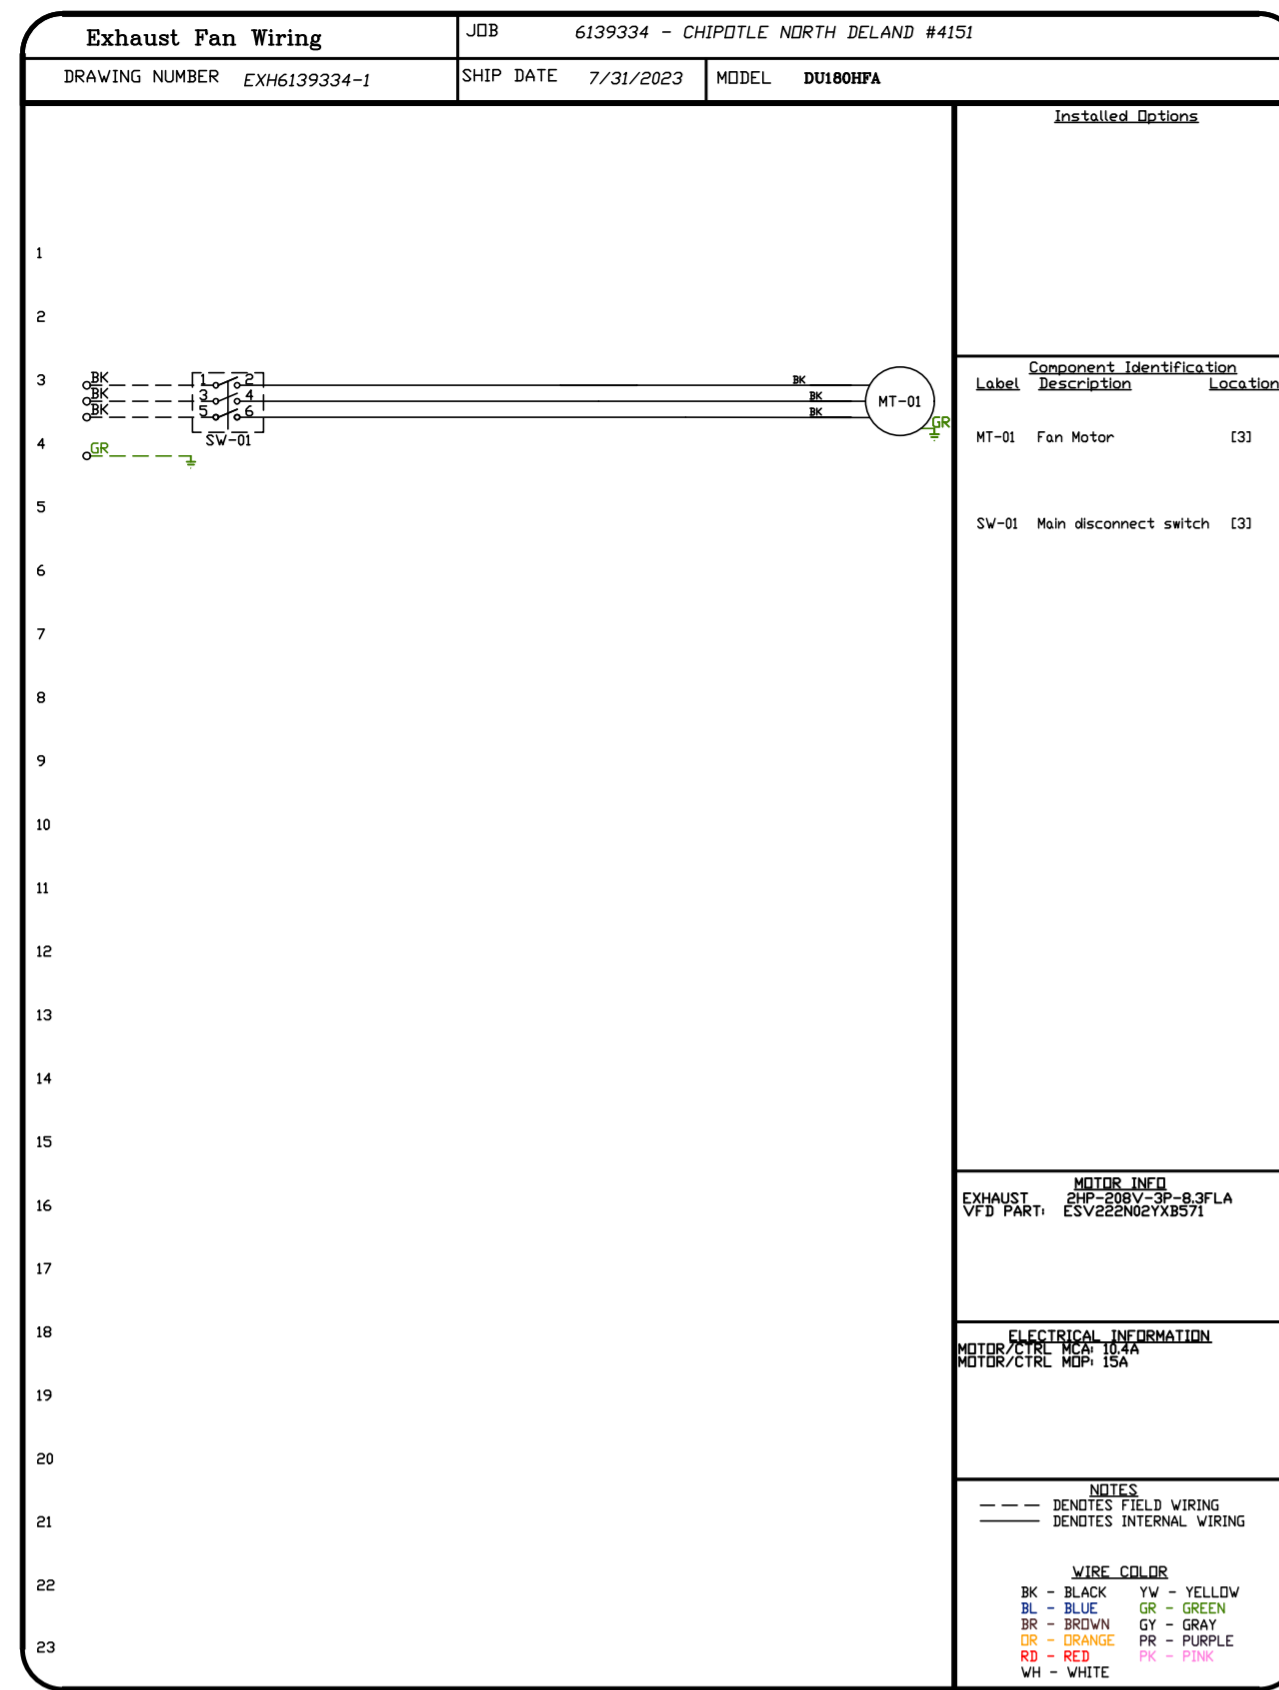 Exhaust Fan Wiring
JOB 6139334 - CHIPOTLE NORTH DELAND #4151
DRAWING NUMBER EXH6139334-1
SHIP DATE 7/31/2023
MODEL DU180HFA
Installed Options
1
2
3
BK 1 2 BK
BK 3 4 BK
BK 5 6 BK
MT-01
GR
SW-01
4
GR
5
6
7
8
9
10
11
12
13
14
15
16
17
18
19
20
21
22
23
Component Identification
Label Description Location
MT-01 Fan Motor [3]
SW-01 Main disconnect switch [3]
MOTOR INFO
EXHAUST 2HP-208V-3P-8.3FLA
VFD PART: ESV222N02YXB571
ELECTRICAL INFORMATION
MOTOR/CTRL MCA: 10.4A
MOTOR/CTRL MOP: 15A
NOTES
DENOTES FIELD WIRING
DENOTES INTERNAL WIRING
WIRE COLOR
BK - BLACK YW - YELLOW
BL - BLUE GR - GREEN
BR - BROWN GY - GRAY
OR - ORANGE PR - PURPLE
RD - RED PK - PINK
WH - WHITE